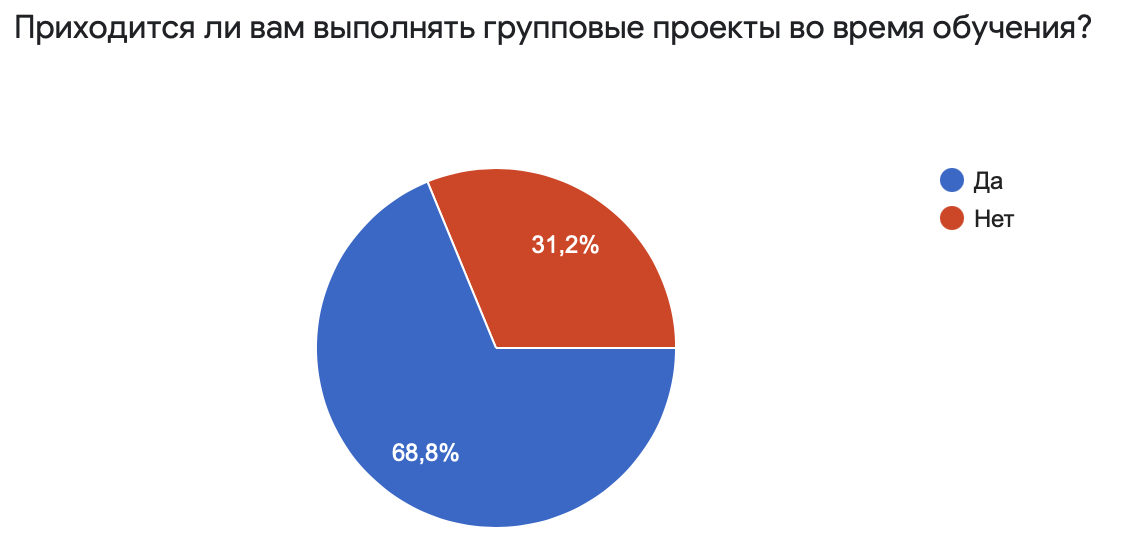 Приходится ли вам выполнять групповые проекты во время обучения?
Да
Нет
31,2%
68,8%